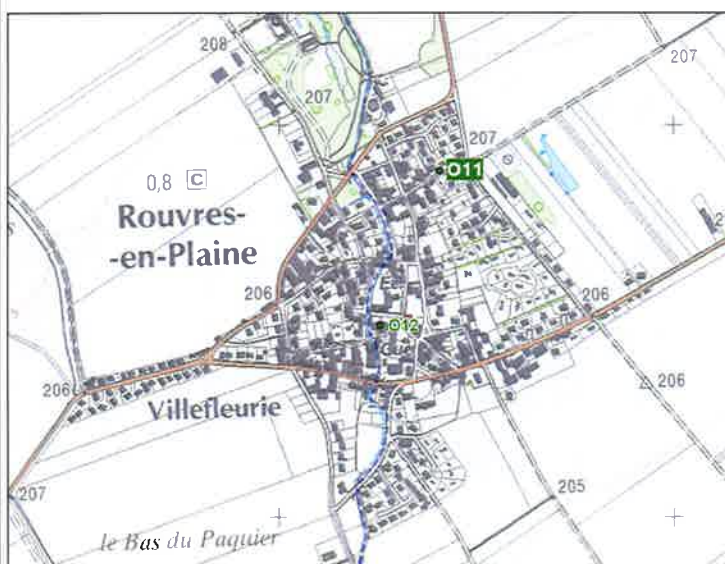 208
207
207
207
O11
0,8 C
Rouvres-
-en-Plaine
206
206
O12
206
206
Villefleurie
207
205
le Bas du Paquier